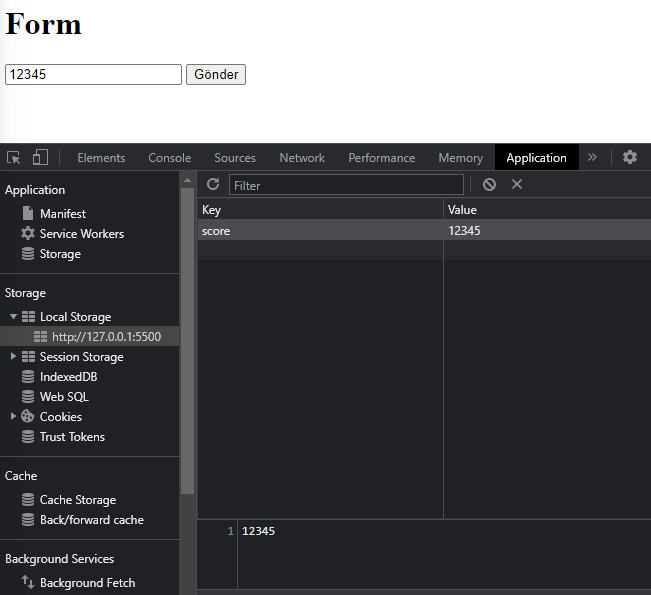 Form
12345 Gönder
Elements Console Sources Network Performance Memory Application »
Application
Manifest
Service Workers
Storage
Storage
Local Storage
http://127.0.0.1:5500
Session Storage
IndexedDB
Web SQL
Cookies
Trust Tokens
Cache
Cache Storage
Back/forward cache
Background Services
Background Fetch
Filter
Key Value
score 12345
1 12345